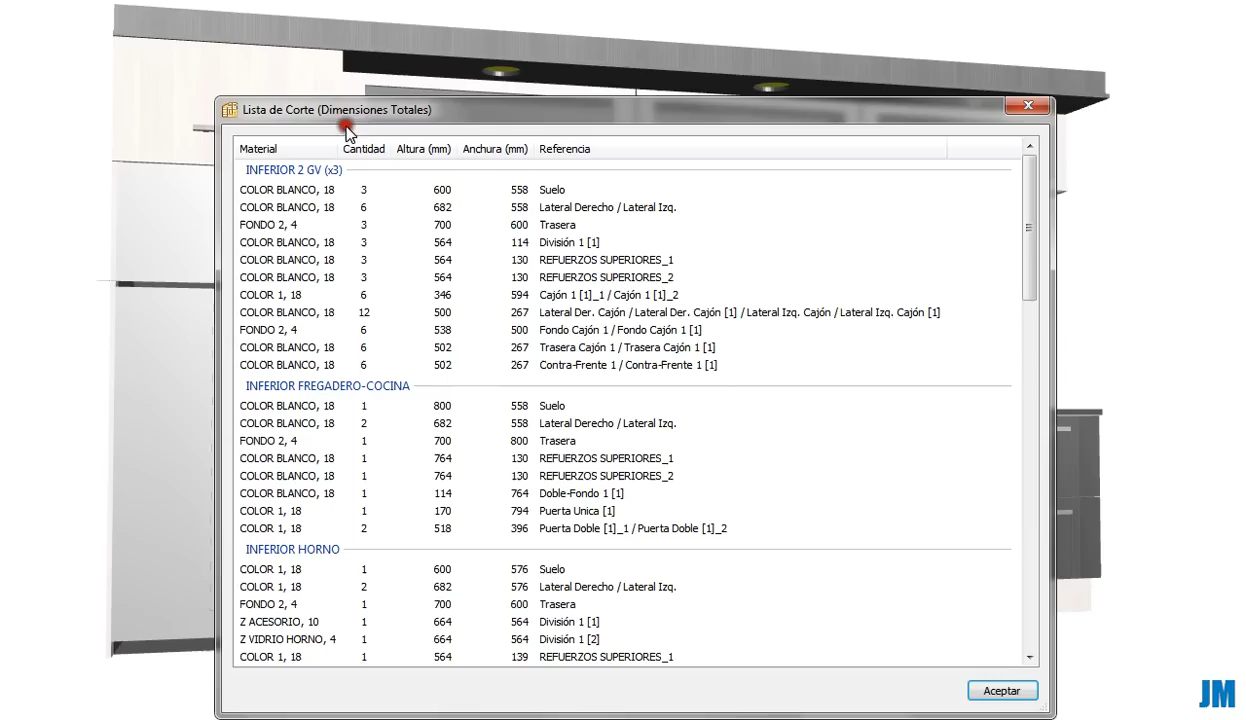 Lista de Corte (Dimensiones Totales)
Material Cantidad Altura (mm) Anchura (mm) Referencia
INFERIOR 2 GV (x3)
COLOR BLANCO, 18 3 600 558 Suelo
COLOR BLANCO, 18 6 682 558 Lateral Derecho / Lateral Izq.
FONDO 2, 4 3 700 600 Trasera
COLOR BLANCO, 18 3 564 114 División 1 [1]
COLOR BLANCO, 18 3 564 130 REFUERZOS SUPERIORES_1
COLOR BLANCO, 18 3 564 130 REFUERZOS SUPERIORES_2
COLOR 1, 18 6 346 594 Cajón 1 [1]_1 / Cajón 1 [1]_2
COLOR BLANCO, 18 12 500 267 Lateral Der. Cajón / Lateral Der. Cajón [1] / Lateral Izq. Cajón / Lateral Izq. Cajón [1]
FONDO 2, 4 6 538 500 Fondo Cajón 1 / Fondo Cajón 1 [1]
COLOR BLANCO, 18 6 502 267 Trasera Cajón 1 / Trasera Cajón 1 [1]
COLOR BLANCO, 18 6 502 267 Contra-Frente 1 / Contra-Frente 1 [1]
INFERIOR FREGADERO-COCINA
COLOR BLANCO, 18 1 800 558 Suelo
COLOR BLANCO, 18 2 682 558 Lateral Derecho / Lateral Izq.
FONDO 2, 4 1 700 800 Trasera
COLOR BLANCO, 18 1 764 130 REFUERZOS SUPERIORES_1
COLOR BLANCO, 18 1 764 130 REFUERZOS SUPERIORES_2
COLOR BLANCO, 18 1 114 764 Doble-Fondo 1 [1]
COLOR 1, 18 1 170 794 Puerta Unica [1]
COLOR 1, 18 2 518 396 Puerta Doble [1]_1 / Puerta Doble [1]_2
INFERIOR HORNO
COLOR 1, 18 1 600 576 Suelo
COLOR 1, 18 2 682 576 Lateral Derecho / Lateral Izq.
FONDO 2, 4 1 700 600 Trasera
Z ACESORIO, 10 1 664 564 División 1 [1]
Z VIDRIO HORNO, 4 1 664 564 División 1 [2]
COLOR 1, 18 1 564 139 REFUERZOS SUPERIORES_1
Aceptar
JM